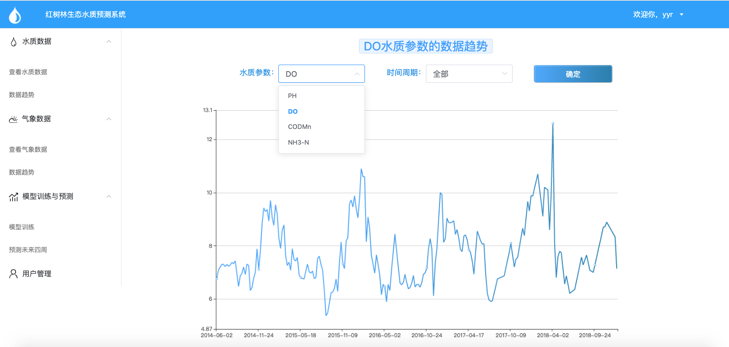 红树林生态水质预测系统
欢迎你，yyr
水质数据
查看水质数据
数据趋势
气象数据
查看气象数据
数据趋势
模型训练与预测
模型训练
预测未来四周
用户管理
DO水质参数的数据趋势
水质参数：
DO
时间周期：
全部
确定
PH
DO
CODMn
NH3-N
13.1
12
10
8
6
4.87
2014-06-02 2014-11-24 2015-05-18 2015-11-09 2016-05-02 2016-10-24 2017-04-17 2017-10-09 2018-04-02 2018-09-24